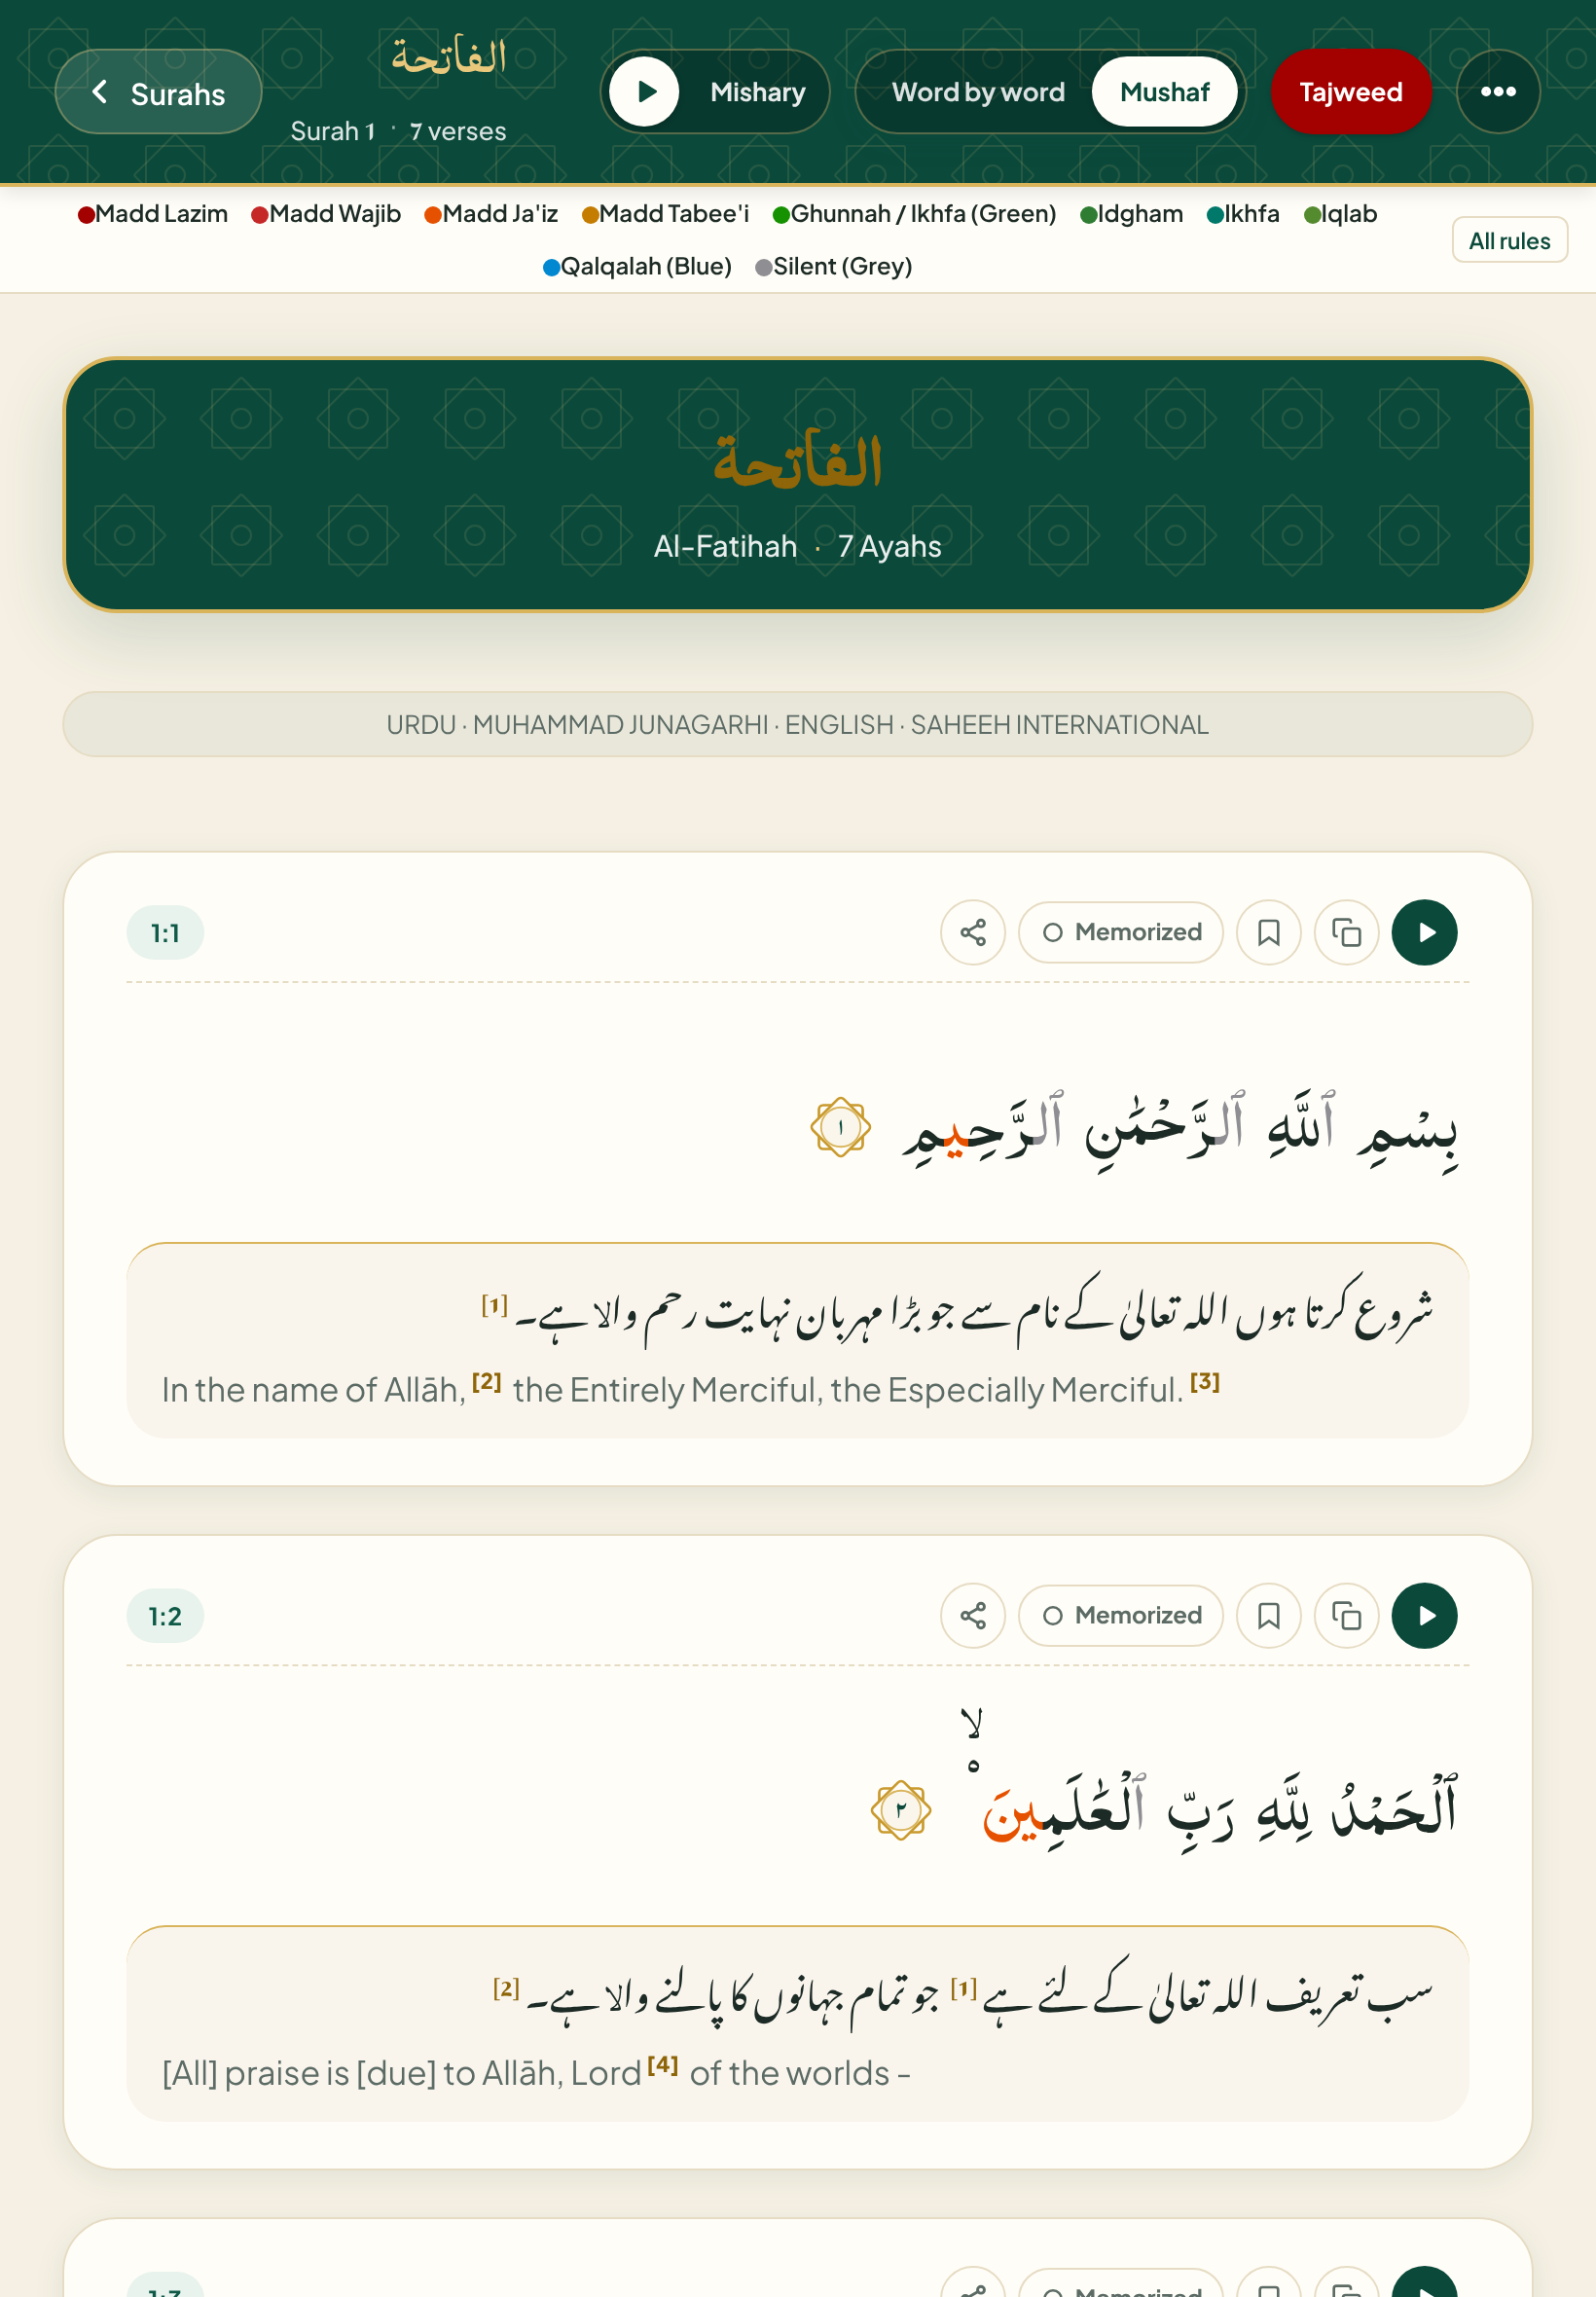 Surahs
الفاتحة
Surah 1 · 7 verses
Mishary
Word by word
Mushaf
Tajweed
Madd Lazim Madd Wajib Madd Ja'iz Madd Tabee'i Ghunnah / Ikhfa (Green) Idgham Ikhfa Iqlab
Qalqalah (Blue) Silent (Grey)
All rules
الفاتحة
Al-Fatihah · 7 Ayahs
URDU · MUHAMMAD JUNAGARHI · ENGLISH · SAHEEH INTERNATIONAL
1:1
Memorized
بِسْمِ ٱللَّهِ ٱلرَّحْمَٰنِ ٱلرَّحِيمِ ١
شروع کرتا ہوں اللہ تعالیٰ کے نام سے جو بڑا مہربان نہایت رحم والا ہے۔ [1]
In the name of Allāh, [2] the Entirely Merciful, the Especially Merciful. [3]
1:2
Memorized
ٱلْحَمْدُ لِلَّهِ رَبِّ ٱلْعَٰلَمِينَ ۙ ٢
سب تعریف اللہ تعالیٰ کے لئے ہے [1] جو تمام جہانوں کا پالنے والا ہے۔ [2]
[All] praise is [due] to Allāh, Lord [4] of the worlds –
1:3
Memorized